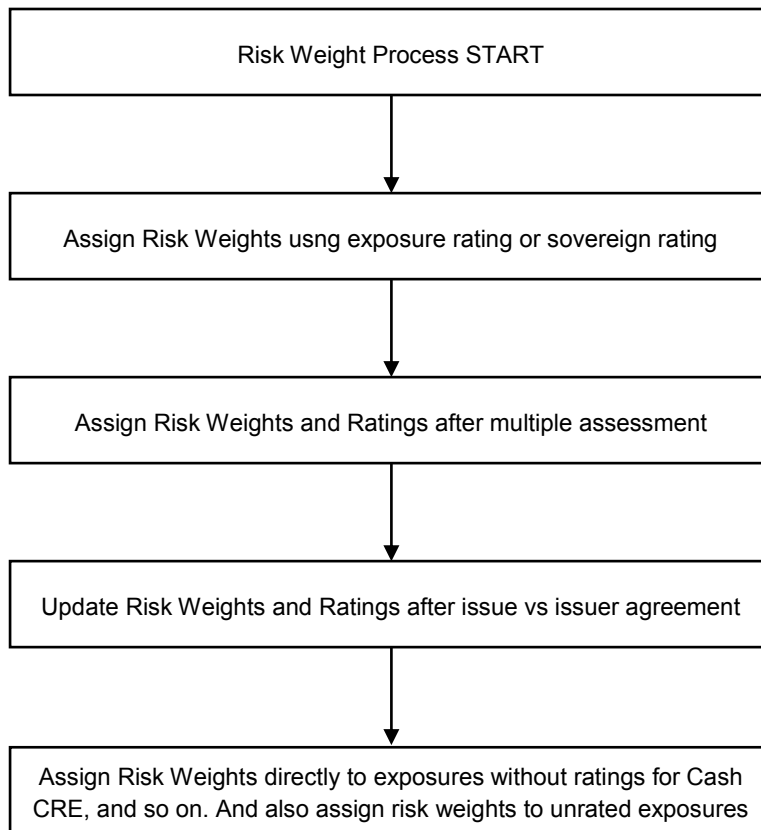 Risk Weight Process START
Assign Risk Weights usng exposure rating or sovereign rating
Assign Risk Weights and Ratings after multiple assessment
Update Risk Weights and Ratings after issue vs issuer agreement
Assign Risk Weights directly to exposures without ratings for Cash
CRE, and so on. And also assign risk weights to unrated exposures